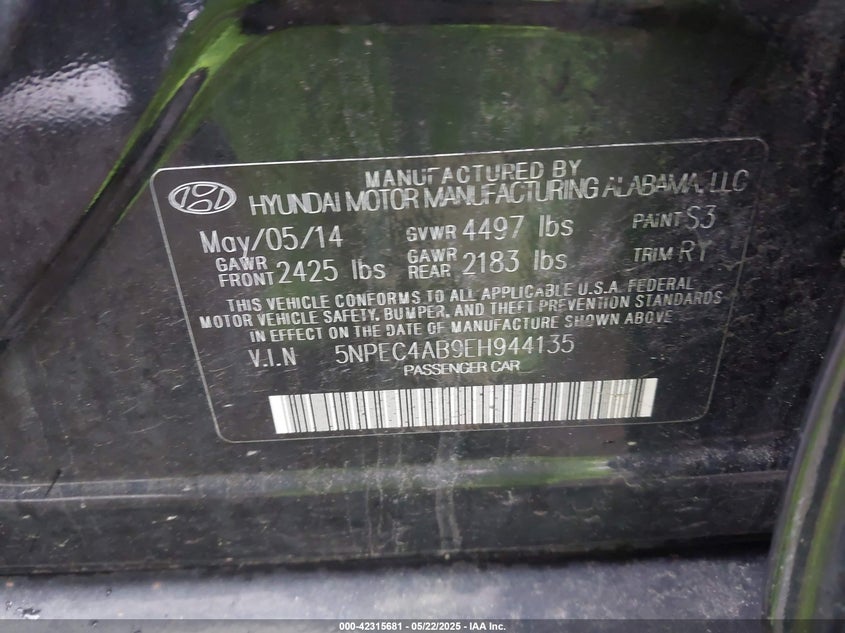 MANUFACTURED BY
HYUNDAI MOTOR MANUFACTURING ALABAMA, LLC
May/05/14 GVWR 4497 lbs PAINT S3
GAWR FRONT 2425 lbs GAWR REAR 2183 lbs TRIM RY
THIS VEHICLE CONFORMS TO ALL APPLICABLE U.S.A. FEDERAL
MOTOR VEHICLE SAFETY, BUMPER, AND THEFT PREVENTION STANDARDS
IN EFFECT ON THE DATE OF MANUFACTURE SHOWN ABOVE
V.I.N 5NPEC4AB9EH944135
PASSENGER CAR
000-42315681 - 05/22/2025 - IAA Inc.